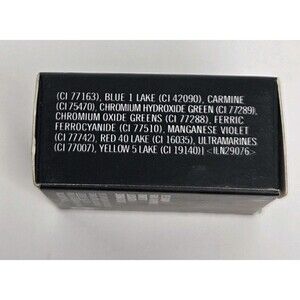 (CI 77163), BLUE 1 LAKE (CI 42090), CARMINE
(CI 75470), CHROMIUM HYDROXIDE GREEN (CI 77289),
CHROMIUM OXIDE GREENS (CI 77288), FERRIC
FERROCYANIDE (CI 77510), MANGANESE VIOLET
(CI 77742), RED 40 LAKE (CI 16035), ULTRAMARINES
(CI 77007), YELLOW 5 LAKE (CI 19140)] <ILN29076>